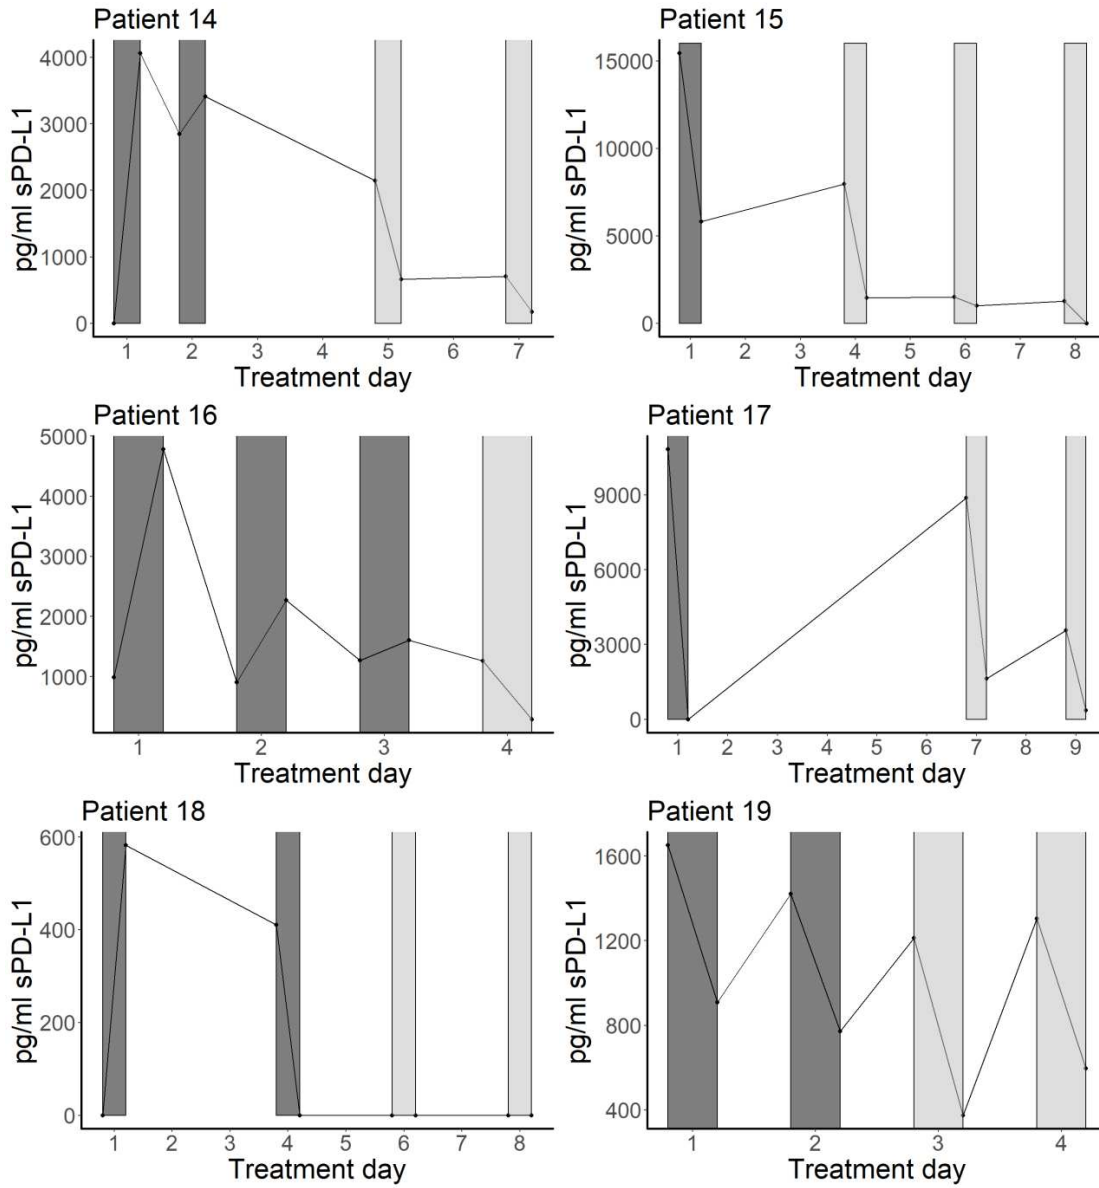 Patient 14
pg/ml sPD-L1
4000
3000
2000
1000
0
1 2 3 4 5 6 7
Treatment day
Patient 15
pg/ml sPD-L1
15000
10000
5000
0
1 2 3 4 5 6 7 8
Treatment day
Patient 16
pg/ml sPD-L1
5000
4000
3000
2000
1000
1 2 3 4
Treatment day
Patient 17
pg/ml sPD-L1
9000
6000
3000
0
1 2 3 4 5 6 7 8 9
Treatment day
Patient 18
pg/ml sPD-L1
600
400
200
0
1 2 3 4 5 6 7 8
Treatment day
Patient 19
pg/ml sPD-L1
1600
1200
800
400
1 2 3 4
Treatment day